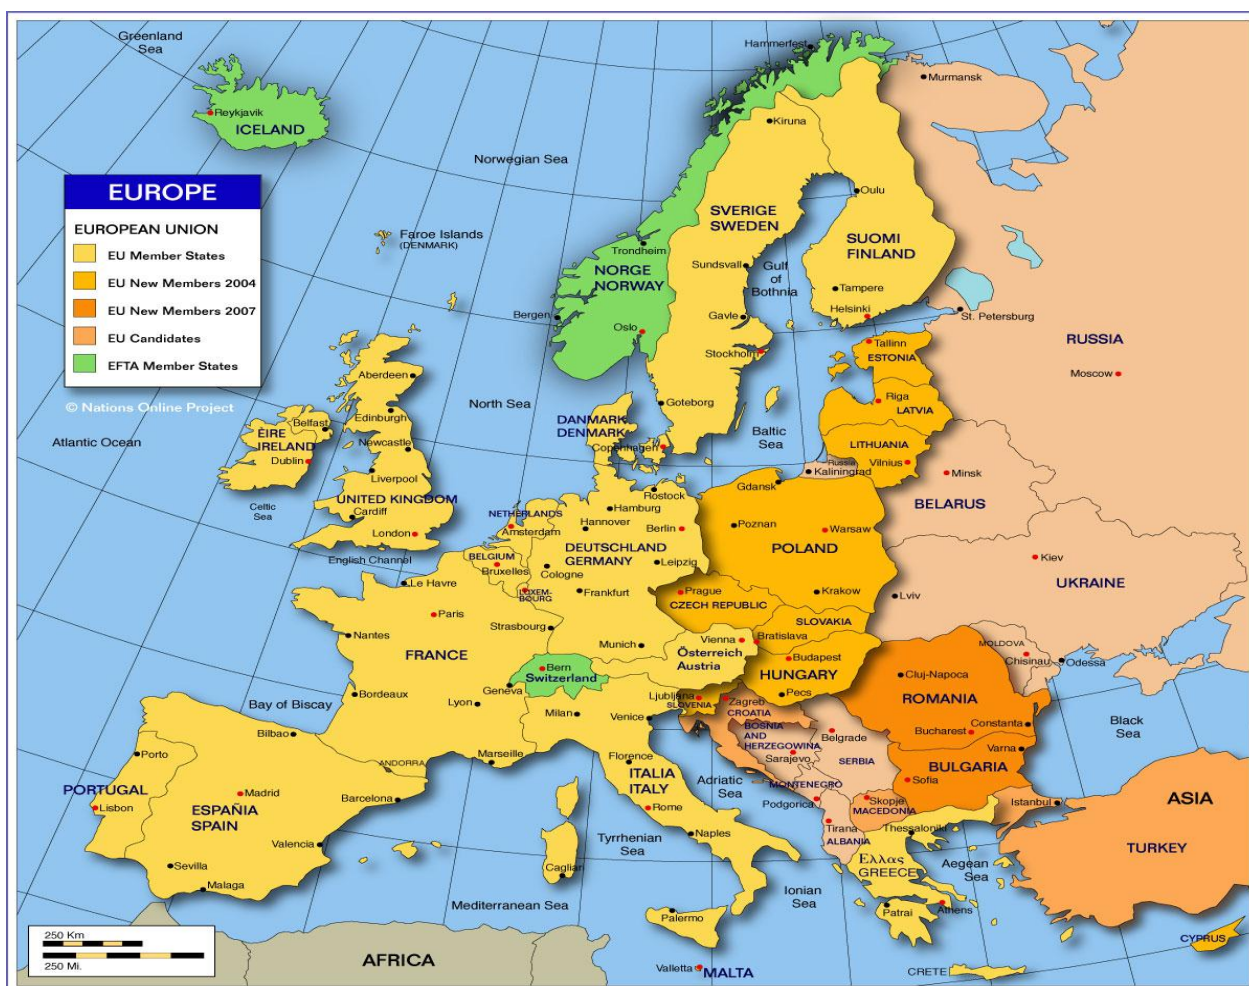 Greenland
Sea
Hammerfest
Murmansk
Reykjavik
ICELAND
Kiruna
Norwegian Sea
EUROPE
EUROPEAN UNION
EU Member States
EU New Members 2004
EU New Members 2007
EU Candidates
EFTA Member States
© Nations Online Project
Oulu
SVERIGE
SWEDEN
Faroe Islands
(DENMARK)
Trondheim
SUOMI
FINLAND
Sundsvall
Gulf
of
Bothnia
NORGE
NORWAY
Tampere
Bergen
Oslo
Gavle
Helsinki
St. Petersburg
Stockholm
Tallinn
ESTONIA
RUSSIA
Moscow
Aberdeen
North Sea
Goteborg
Riga
LATVIA
Atlantic Ocean
Edinburgh
Belfast
ÈIRE
IRELAND
Dublin
Newcastle
DANMARK
DENMARK
Copenhagen
Baltic
Sea
LITHUANIA
Vilnius
Russia
Kaliningrad
Minsk
BELARUS
Liverpool
UNITED KINGDOM
Cardiff
London
Celtic
Sea
English Channel
Rostock
Hamburg
Hannover
Berlin
Gdansk
Poznan
Warsaw
POLAND
NETHERLANDS
Amsterdam
DEUTSCHLAND
GERMANY
Leipzig
BELGIUM
Bruxelles
Cologne
Kiev
UKRAINE
Le Havre
LUXEM-
BOURG
Frankfurt
Prague
CZECH REPUBLIC
Krakow
Lviv
Paris
Strasbourg
SLOVAKIA
Nantes
Munich
Vienna
Bratislava
Österreich
Austria
Budapest
HUNGARY
MOLDOVA
Chisinau
Odessa
FRANCE
Bern
Switzerland
Geneva
Cluj-Napoca
ROMANIA
Bordeaux
Lyon
Milan
Venice
Ljubljana
SLOVENIA
Zagreb
CROATIA
Pecs
Bay of Biscay
Bilbao
BOSNIA
AND
HERZEGOWINA
Sarajevo
Belgrade
SERBIA
Bucharest
Constanta
Varna
Black
Sea
BULGARIA
Sofia
Porto
ANDORRA
Marseille
Florence
ITALIA
ITALY
Adriatic
Sea
MONTENEGRO
Podgorica
Skopje
MACEDONIA
Istanbul
ASIA
PORTUGAL
Lisbon
Madrid
ESPAÑIA
SPAIN
Barcelona
Rome
Tirana
ALBANIA
Thessaloniki
Valencia
Tyrrhenian
Sea
Naples
Ελλας
GREECE
Aegean
Sea
TURKEY
Sevilla
Malaga
Cagliari
Mediterranean Sea
Palermo
Ionian
Sea
Patrai
Athens
250 Km
250 Mi.
AFRICA
Valletta
MALTA
CRETE
CYPRUS